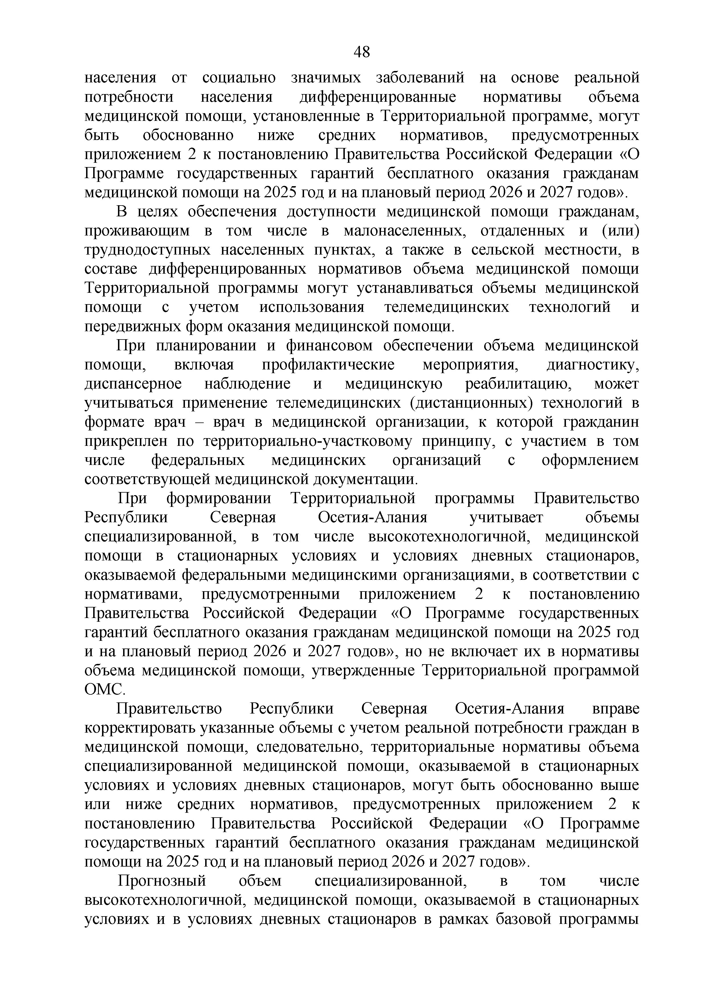 48
населения от социально значимых заболеваний на основе реальной
потребности населения дифференцированные нормативы объема
медицинской помощи, установленные в Территориальной программе, могут
быть обоснованно ниже средних нормативов, предусмотренных
приложением 2 к постановлению Правительства Российской Федерации «О
Программе государственных гарантий бесплатного оказания гражданам
медицинской помощи на 2025 год и на плановый период 2026 и 2027 годов».
В целях обеспечения доступности медицинской помощи гражданам,
проживающим в том числе в малонаселенных, отдаленных и (или)
труднодоступных населенных пунктах, а также в сельской местности, в
составе дифференцированных нормативов объема медицинской помощи
Территориальной программы могут устанавливаться объемы медицинской
помощи с учетом использования телемедицинских технологий и
передвижных форм оказания медицинской помощи.
При планировании и финансовом обеспечении объема медицинской
помощи, включая профилактические мероприятия, диагностику,
диспансерное наблюдение и медицинскую реабилитацию, может
учитываться применение телемедицинских (дистанционных) технологий в
формате врач – врач в медицинской организации, к которой гражданин
прикреплен по территориально-участковому принципу, с участием в том
числе федеральных медицинских организаций с оформлением
соответствующей медицинской документации.
При формировании Территориальной программы Правительство
Республики Северная Осетия-Алания учитывает объемы
специализированной, в том числе высокотехнологичной, медицинской
помощи в стационарных условиях и условиях дневных стационаров,
оказываемой федеральными медицинскими организациями, в соответствии с
нормативами, предусмотренными приложением 2 к постановлению
Правительства Российской Федерации «О Программе государственных
гарантий бесплатного оказания гражданам медицинской помощи на 2025 год
и на плановый период 2026 и 2027 годов», но не включает их в нормативы
объема медицинской помощи, утвержденные Территориальной программой
ОМС.
Правительство Республики Северная Осетия-Алания вправе
корректировать указанные объемы с учетом реальной потребности граждан в
медицинской помощи, следовательно, территориальные нормативы объема
специализированной медицинской помощи, оказываемой в стационарных
условиях и условиях дневных стационаров, могут быть обоснованно выше
или ниже средних нормативов, предусмотренных приложением 2 к
постановлению Правительства Российской Федерации «О Программе
государственных гарантий бесплатного оказания гражданам медицинской
помощи на 2025 год и на плановый период 2026 и 2027 годов».
Прогнозный объем специализированной, в том числе
высокотехнологичной, медицинской помощи, оказываемой в стационарных
условиях и в условиях дневных стационаров в рамках базовой программы